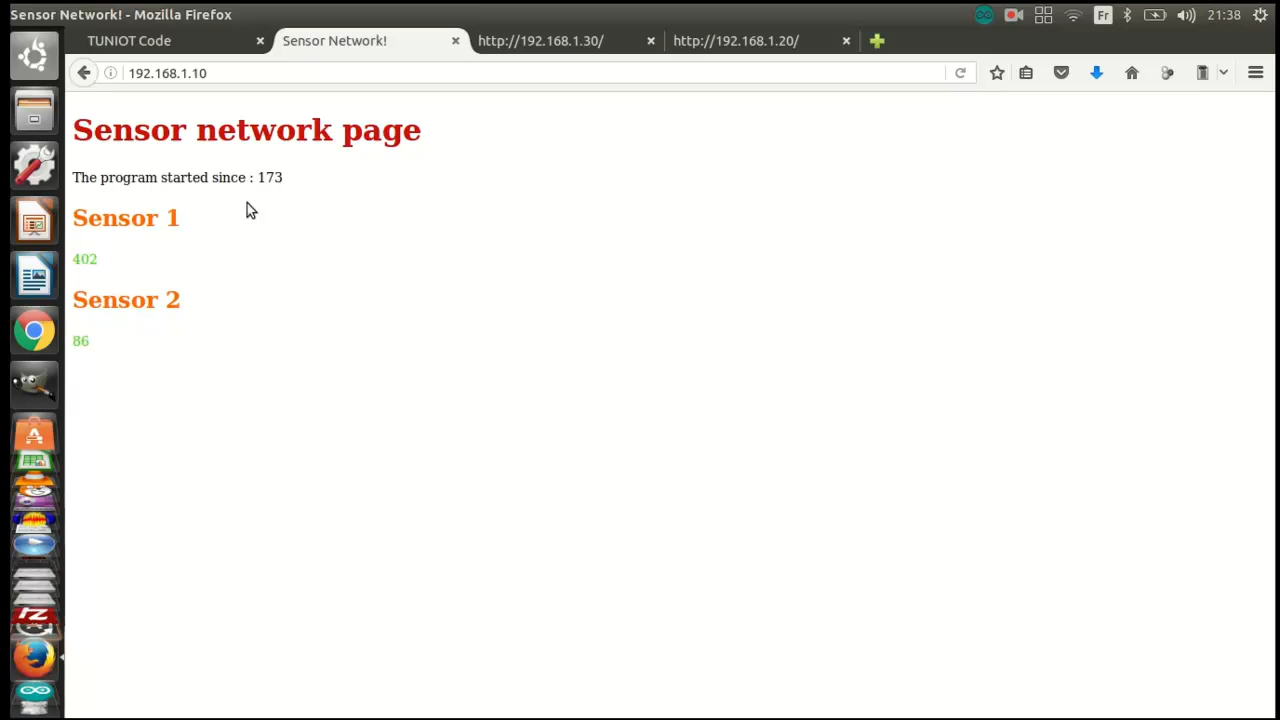 Sensor Network! - Mozilla Firefox
Fr
21:38
TUNIOT Code
Sensor Network!
http://192.168.1.30/
http://192.168.1.20/
192.168.1.10
Sensor network page
The program started since : 173
Sensor 1
402
Sensor 2
86